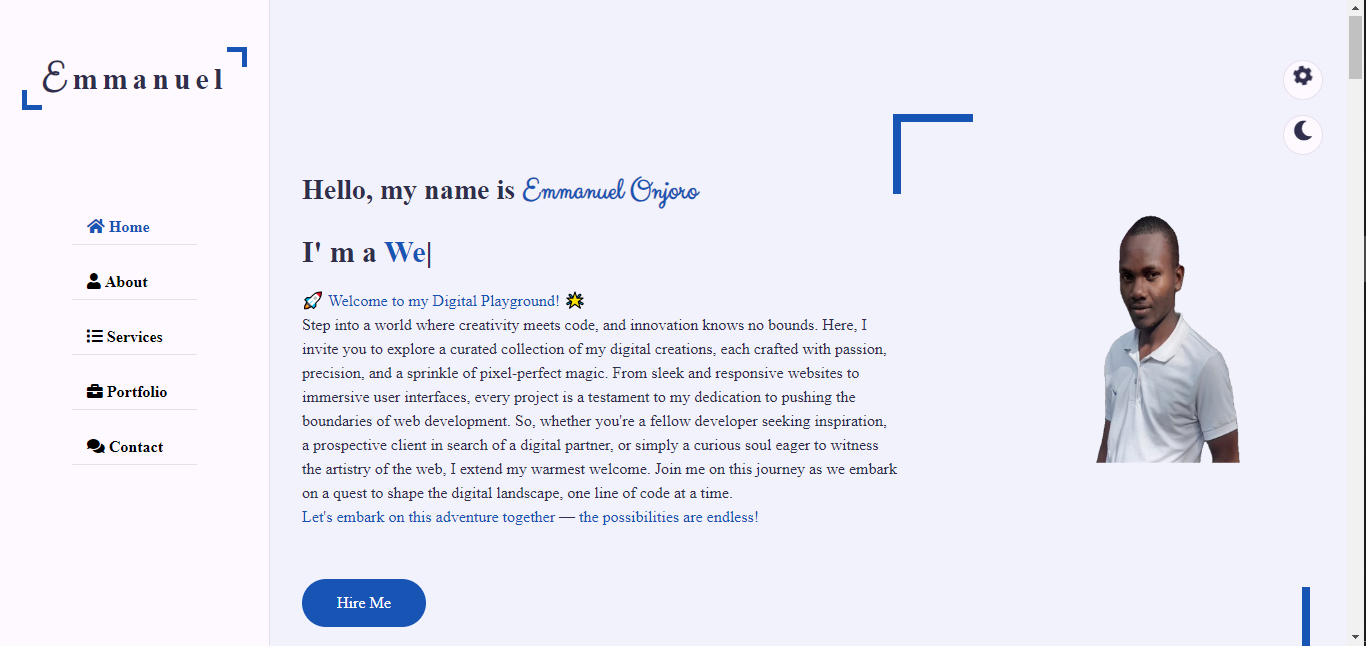 Emmanuel
Home
About
Services
Portfolio
Contact
Hello, my name is Emmanuel Onjoro
I' m a We|
🚀 Welcome to my Digital Playground! 🌟
Step into a world where creativity meets code, and innovation knows no bounds. Here, I
invite you to explore a curated collection of my digital creations, each crafted with passion,
precision, and a sprinkle of pixel-perfect magic. From sleek and responsive websites to
immersive user interfaces, every project is a testament to my dedication to pushing the
boundaries of web development. So, whether you're a fellow developer seeking inspiration,
a prospective client in search of a digital partner, or simply a curious soul eager to witness
the artistry of the web, I extend my warmest welcome. Join me on this journey as we embark
on a quest to shape the digital landscape, one line of code at a time.
Let's embark on this adventure together — the possibilities are endless!
Hire Me